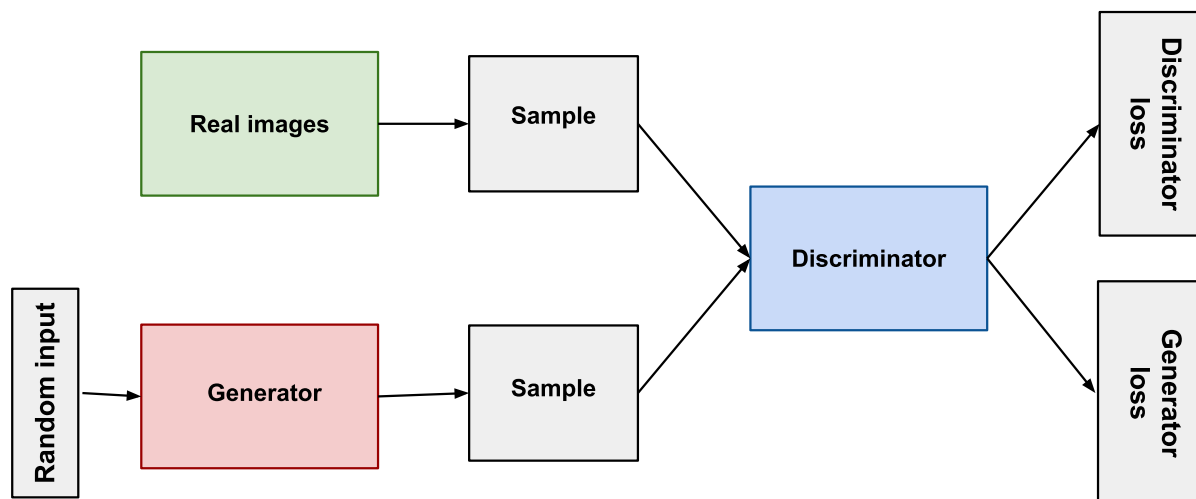 Real images
Sample
Discriminator
loss
Discriminator
Random input
Generator
Sample
Generator
loss